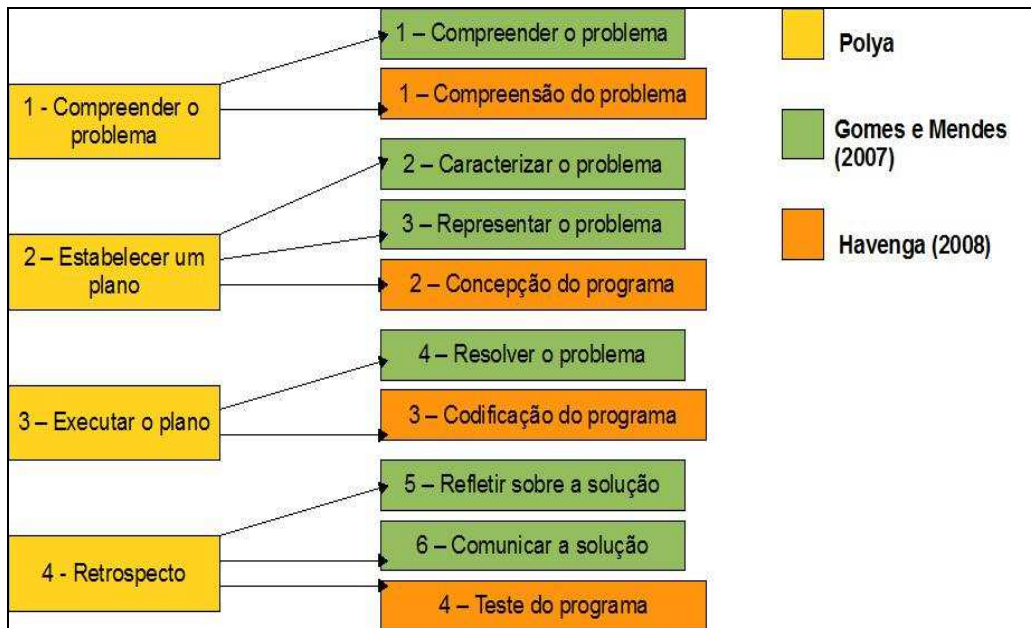 1 - Compreender o
problema
1 – Compreender o problema
1 – Compreensão do problema
2 – Estabelecer um
plano
2 – Caracterizar o problema
3 – Representar o problema
2 – Concepção do programa
3 – Executar o plano
4 – Resolver o problema
3 – Codificação do programa
4 - Retrospecto
5 – Refletir sobre a solução
6 – Comunicar a solução
4 – Teste do programa
Polya
Gomes e Mendes
(2007)
Havenga (2008)